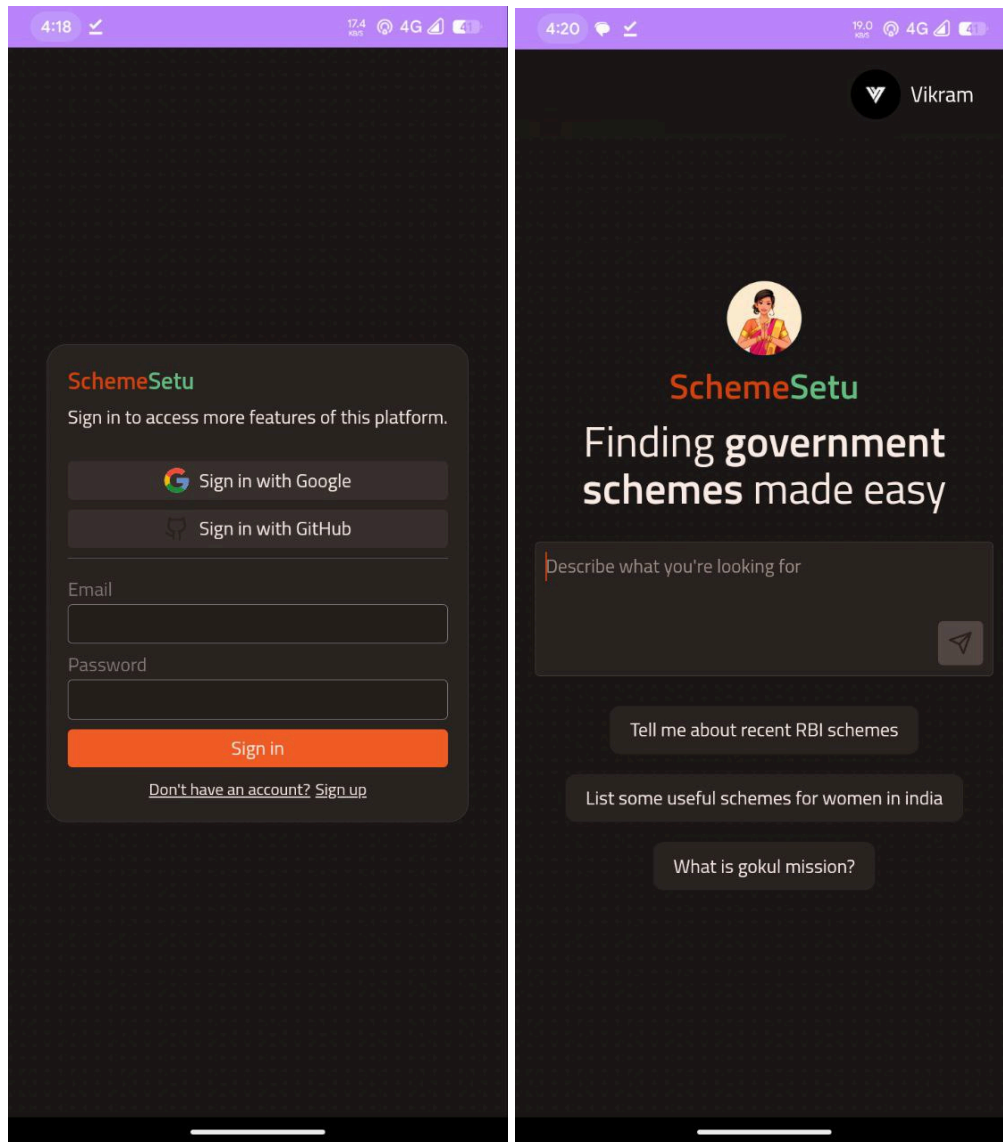 4:18
17.4
KB/S
4G
41
SchemeSetu
Sign in to access more features of this platform.
Sign in with Google
Sign in with GitHub
Email
Password
Sign in
Don't have an account? Sign up
4:20
19.0
KB/S
4G
41
Vikram
SchemeSetu
Finding government
schemes made easy
Describe what you're looking for
Tell me about recent RBI schemes
List some useful schemes for women in india
What is gokul mission?